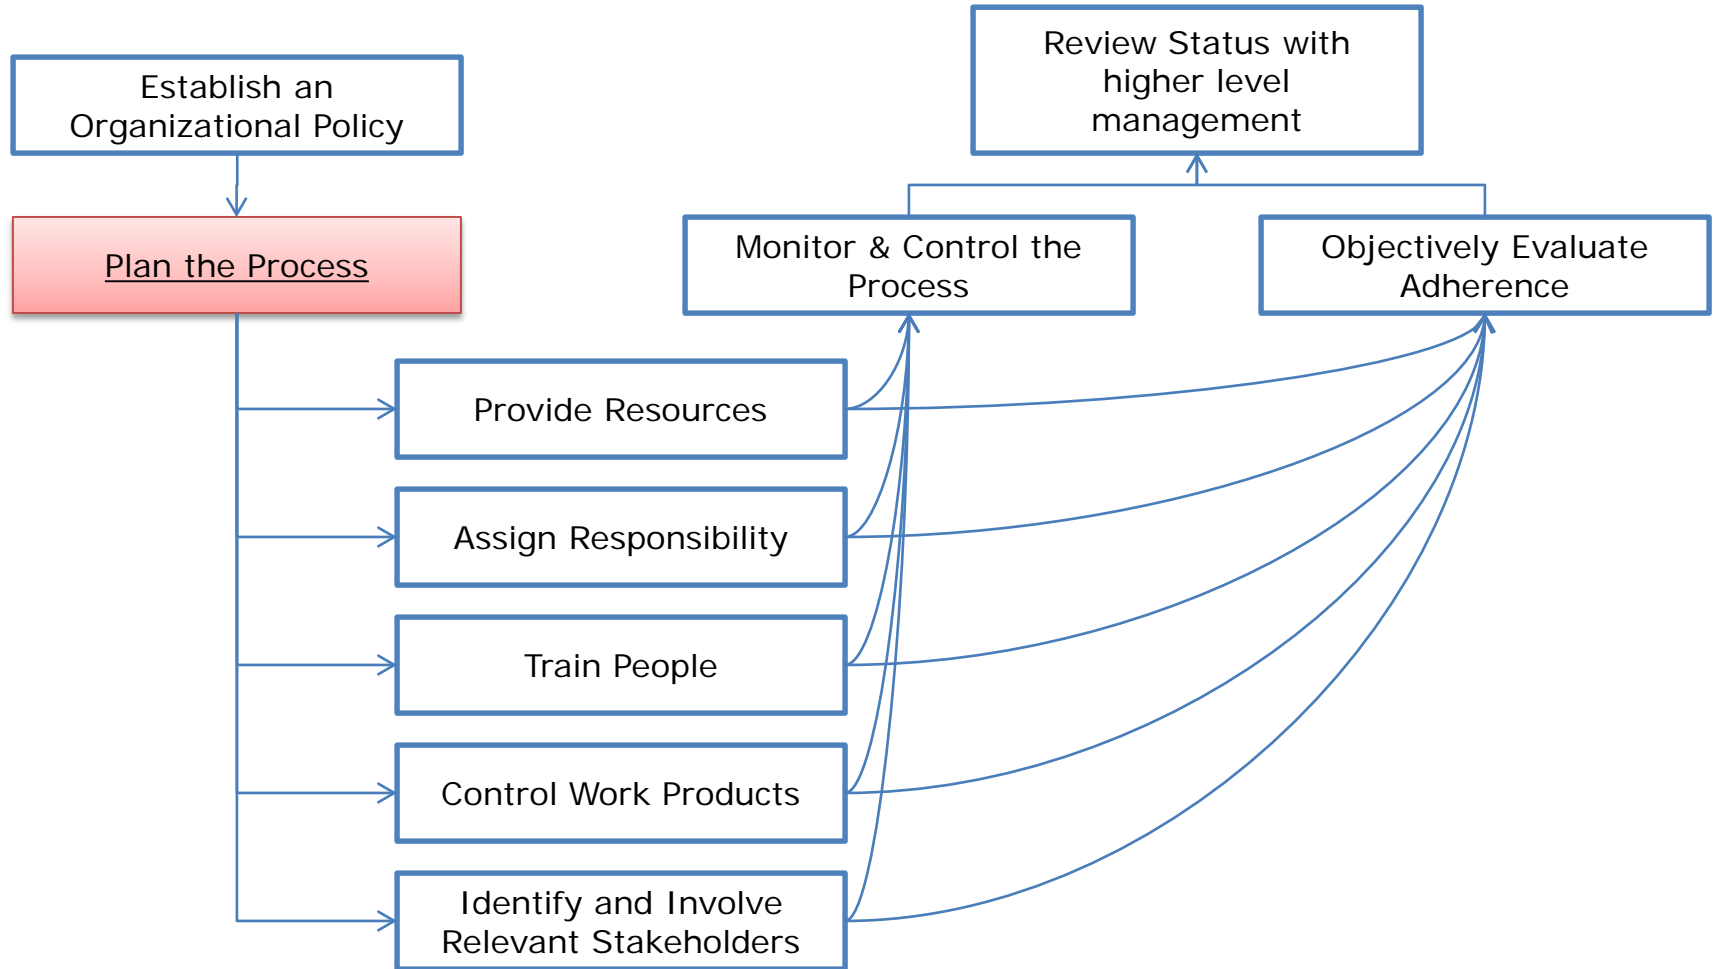 Establish an
Organizational Policy
Review Status with
higher level
management
Plan the Process
Monitor & Control the
Process
Objectively Evaluate
Adherence
Provide Resources
Assign Responsibility
Train People
Control Work Products
Identify and Involve
Relevant Stakeholders